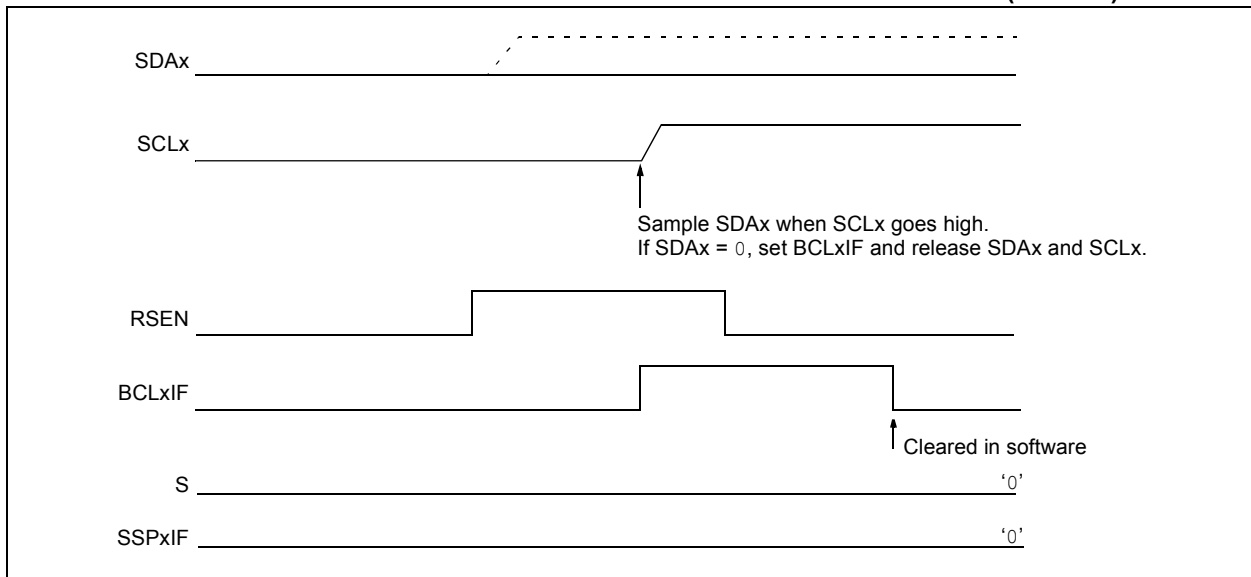 SDAx
SCLx
Sample SDAx when SCLx goes high.
If SDAx = 0, set BCLxIF and release SDAx and SCLx.
RSEN
BCLxIF
Cleared in software
S
‘0’
SSPxIF
‘0’